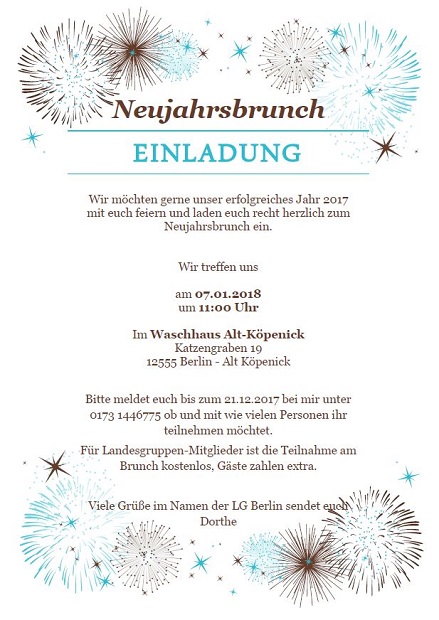 Neujahrsbrunch
EINLADUNG
Wir möchten gerne unser erfolgreiches Jahr 2017
mit euch feiern und laden euch recht herzlich zum
Neujahrsbrunch ein.
Wir treffen uns
am 07.01.2018
um 11:00 Uhr
Im Waschhaus Alt-Köpenick
Katzengraben 19
12555 Berlin - Alt Köpenick
Bitte meldet euch bis zum 21.12.2017 bei mir unter
0173 1446775 ob und mit wie vielen Personen ihr
teilnehmen möchtet.
Für Landesgruppen-Mitglieder ist die Teilnahme am
Brunch kostenlos, Gäste zahlen extra.
Viele Grüße im Namen der LG Berlin sendet euch
Dorthe